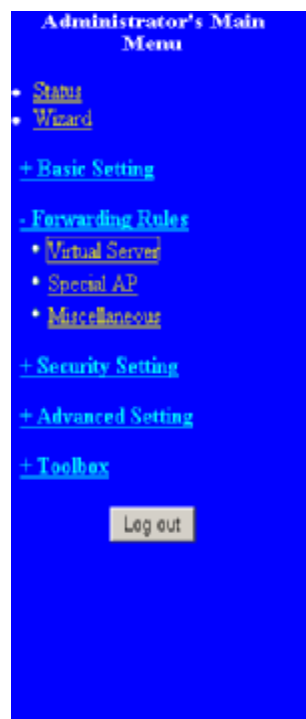 Administrator's Main
Menu
Status
Wizard
+ Basic Setting
- Forwarding Rules
Virtual Server
Special AP
Miscellaneous
+ Security Setting
+ Advanced Setting
+ Toolbox
Log out